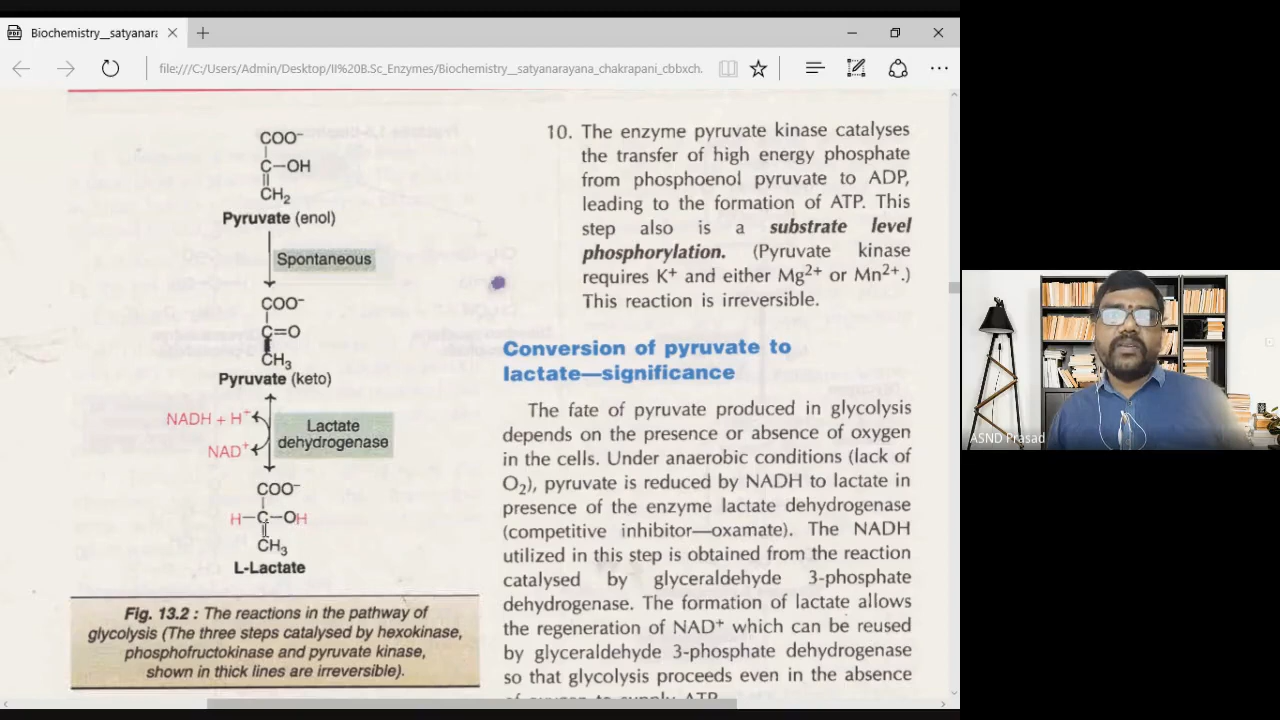 Biochemistry__satyanara
file:///C:/Users/Admin/Desktop/II%20B.Sc_Enzymes/Biochemistry__satyanarayana_chakrapani_cbbxch.
COO⁻
C—OH
CH₂
Pyruvate (enol)
Spontaneous
COO⁻
C=O
CH₃
Pyruvate (keto)
NADH + H⁺
NAD⁺
Lactate
dehydrogenase
COO⁻
H—C—OH
CH₃
L-Lactate
Fig. 13.2 : The reactions in the pathway of
glycolysis (The three steps catalysed by hexokinase,
phosphofructokinase and pyruvate kinase,
shown in thick lines are irreversible).
10. The enzyme pyruvate kinase catalyses
the transfer of high energy phosphate
from phosphoenol pyruvate to ADP,
leading to the formation of ATP. This
step also is a substrate level
phosphorylation. (Pyruvate kinase
requires K⁺ and either Mg²⁺ or Mn²⁺.)
This reaction is irreversible.
Conversion of pyruvate to
lactate—significance
The fate of pyruvate produced in glycolysis
depends on the presence or absence of oxygen
in the cells. Under anaerobic conditions (lack of
O₂), pyruvate is reduced by NADH to lactate in
presence of the enzyme lactate dehydrogenase
(competitive inhibitor—oxamate). The NADH
utilized in this step is obtained from the reaction
catalysed by glyceraldehyde 3-phosphate
dehydrogenase. The formation of lactate allows
the regeneration of NAD⁺ which can be reused
by glyceraldehyde 3-phosphate dehydrogenase
so that glycolysis proceeds even in the absence
of oxygen to supply ATP.
ASND Prasad